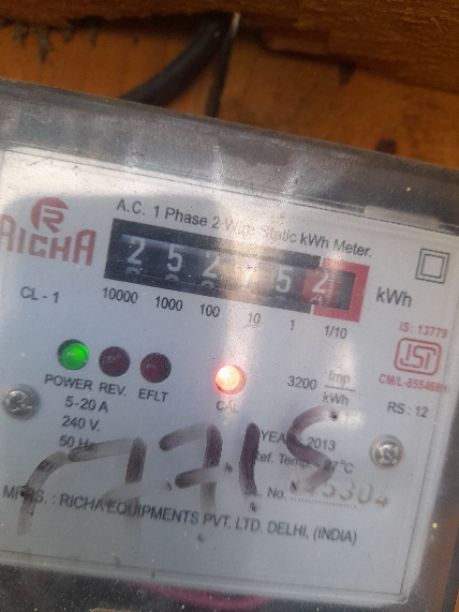 R
RICHA
A.C. 1 Phase 2-Wire Static kWh Meter.
kWh
CL - 1
10000 1000 100 10 1 1/10
IS: 13779
ISI
POWER REV. EFLT
CAL
3200 Imp/kWh
RS : 12
5-20 A
240 V.
50 Hz
YEAR 2013
Ref. Temp. 27°C
SL. No.
MFRS. : RICHA EQUIPMENTS PVT. LTD. DELHI, (INDIA)